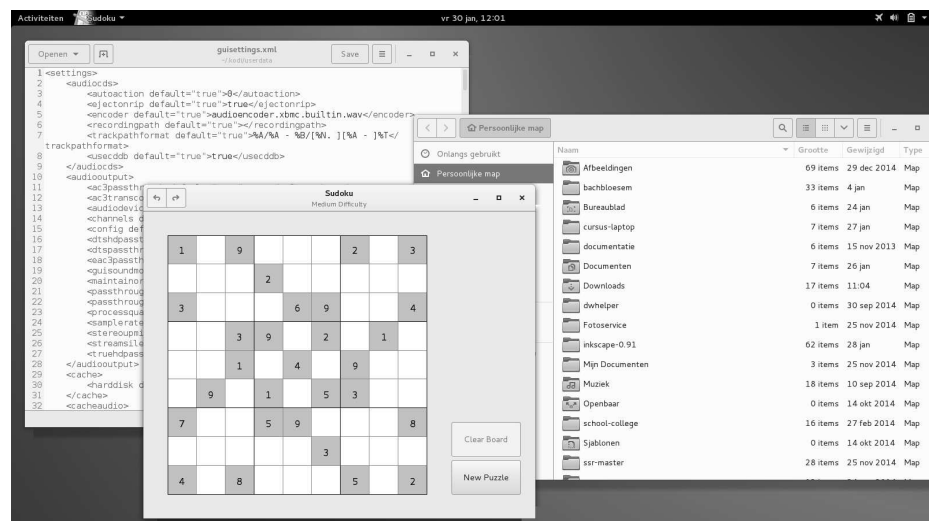 Activiteiten Sudoku vr 30 jan, 12:01
Openen guisettings.xml Save
~/.kodi/userdata
1 <settings>
2 <audiocds>
3 <autoaction default="true">0</autoaction>
4 <ejectonrip default="true">true</ejectonrip>
5 <encoder default="true">audioencoder.xbmc.builtin.wav</encoder>
6 <recordingpath default="true"></recordingpath>
7 <trackpathformat default="true">%A/%A - %B/[%N. ][%A - ]%T</
trackpathformat>
8 <usecddb default="true">true</usecddb>
9 </audiocds>
10 <audiooutput>
11 <ac3passthr
12 <ac3transco
13 <audiodevic
14 <channels d
15 <config def
16 <dtshdpasst
17 <dtspassthr
18 <eac3passth
19 <guisoundmo
20 <maintainor
21 <passthroug
22 <passthroug
23 <processqua
24 <samplerate
25 <stereoupmi
26 <streamsile
27 <truehdpass
28 </audiooutput>
29 <cache>
30 <harddisk d
31 </cache>
32 <cacheaudio>
Sudoku
Medium Difficulty
1 9 2 3
2
3 6 9 4
3 9 2 1
1 4 9
9 1 5 3
7 5 9 8
3
4 8 5 2
Clear Board
New Puzzle
Persoonlijke map
Onlangs gebruikt
Persoonlijke map
Naam Grootte Gewijzigd Type
Afbeeldingen 69 items 29 dec 2014 Map
bachbloesem 33 items 4 jan Map
Bureaublad 6 items 24 jan Map
cursus-laptop 7 items 27 jan Map
documentatie 6 items 15 nov 2013 Map
Documenten 7 items 26 jan Map
Downloads 17 items 11:04 Map
dwhelper 0 items 30 sep 2014 Map
Fotoservice 1 item 25 nov 2014 Map
inkscape-0.91 62 items 28 jan Map
Mijn Documenten 3 items 25 nov 2014 Map
Muziek 18 items 10 sep 2014 Map
Openbaar 0 items 14 okt 2014 Map
school-college 16 items 27 feb 2014 Map
Sjablonen 0 items 14 okt 2014 Map
ssr-master 28 items 25 nov 2014 Map